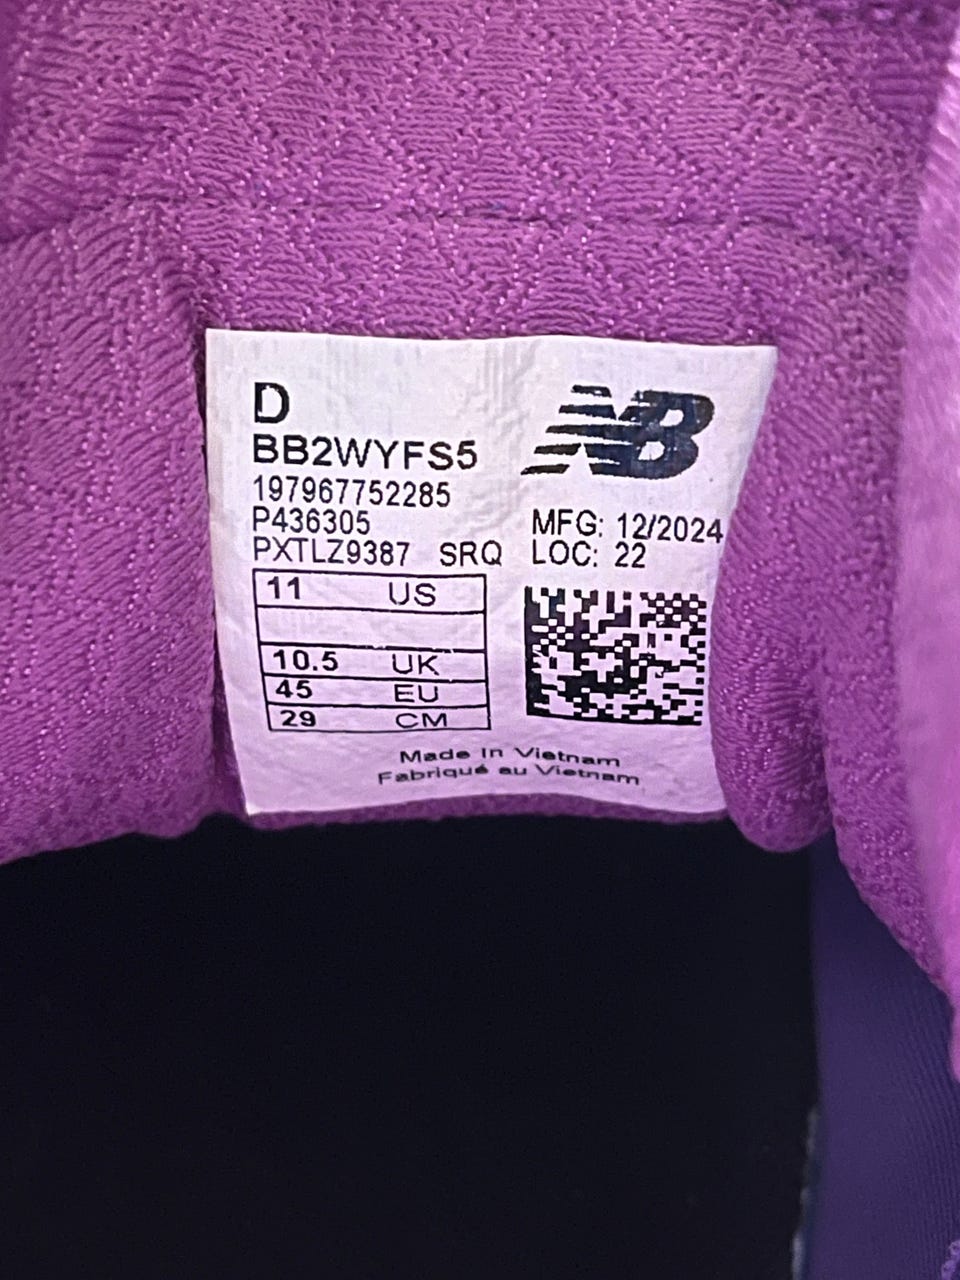 D
NB
BB2WYFS5
197967752285
P436305
MFG: 12/2024
PXTLZ9387 SRQ
LOC: 22
11 US
10.5 UK
45 EU
29 CM
Made in Vietnam
Fabriqué au Vietnam